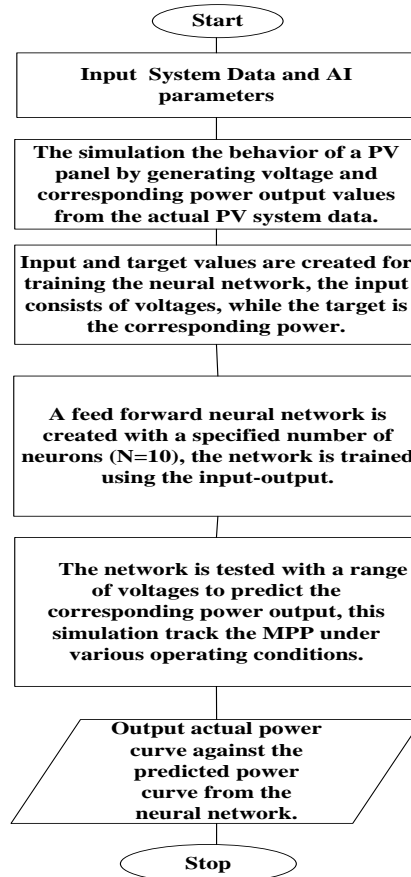 Start
Input System Data and AI
parameters
The simulation the behavior of a PV
panel by generating voltage and
corresponding power output values
from the actual PV system data.
Input and target values are created for
training the neural network, the input
consists of voltages, while the target is
the corresponding power.
A feed forward neural network is
created with a specified number of
neurons (N=10), the network is trained
using the input-output.
The network is tested with a range
of voltages to predict the
corresponding power output, this
simulation track the MPP under
various operating conditions.
Output actual power
curve against the
predicted power
curve from the
neural network.
Stop